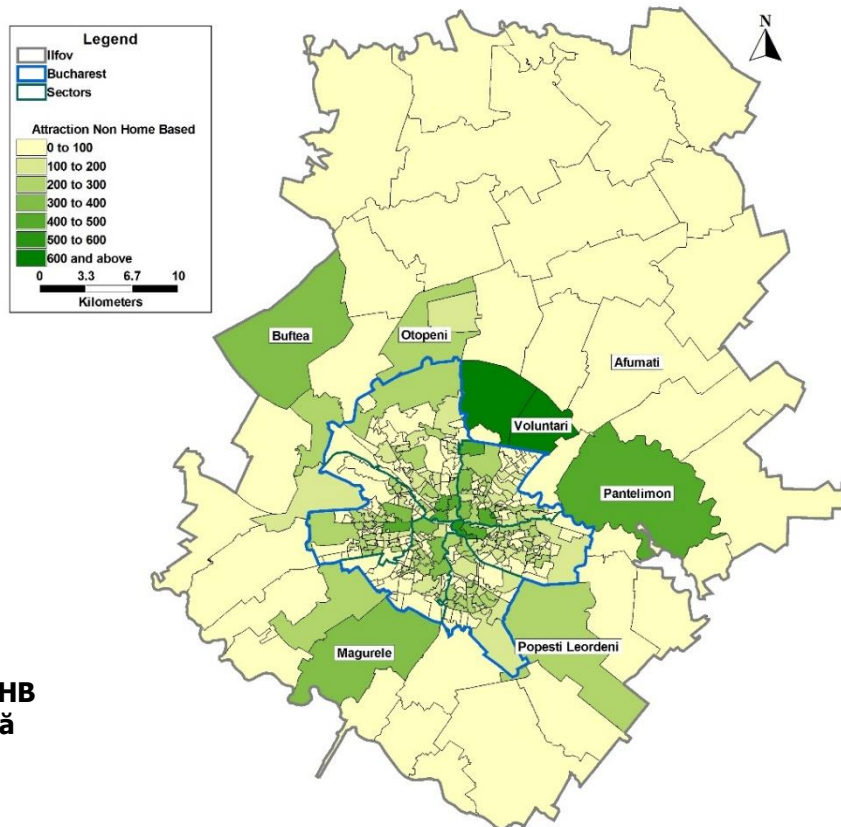 Legend
Ilfov
Bucharest
Sectors
Attraction Non Home Based
0 to 100
100 to 200
200 to 300
300 to 400
400 to 500
500 to 600
600 and above
0 3.3 6.7 10
Kilometers
N
Buftea
Otopeni
Afumati
Voluntari
Pantelimon
Magurele
Popesti Leordeni
HB
ă